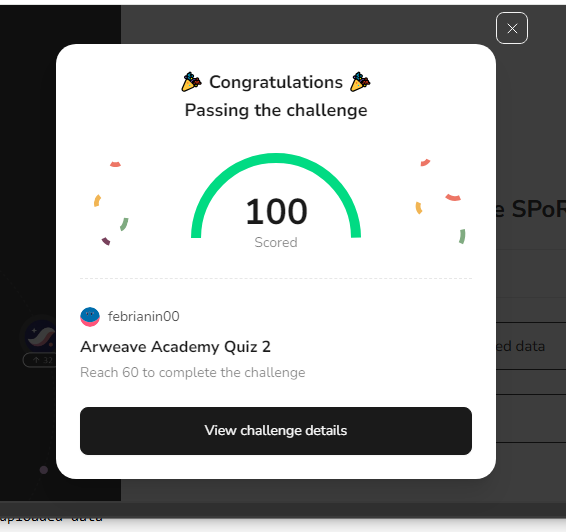 Congratulations
Passing the challenge
e SPoR
100
Scored
febrianin00
ed data
Arweave Academy Quiz 2
32
Reach 60 to complete the challenge
View challenge details
uploaded data